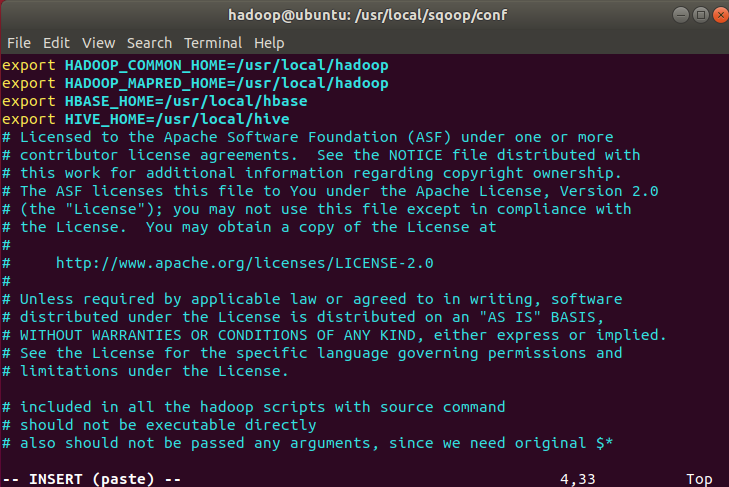 hadoop@ubuntu: /usr/local/sqoop/conf
File Edit View Search Terminal Help
export HADOOP_COMMON_HOME=/usr/local/hadoop
export HADOOP_MAPRED_HOME=/usr/local/hadoop
export HBASE_HOME=/usr/local/hbase
export HIVE_HOME=/usr/local/hive
# Licensed to the Apache Software Foundation (ASF) under one or more
# contributor license agreements.  See the NOTICE file distributed with
# this work for additional information regarding copyright ownership.
# The ASF licenses this file to You under the Apache License, Version 2.0
# (the "License"); you may not use this file except in compliance with
# the License.  You may obtain a copy of the License at
#
#     http://www.apache.org/licenses/LICENSE-2.0
#
# Unless required by applicable law or agreed to in writing, software
# distributed under the License is distributed on an "AS IS" BASIS,
# WITHOUT WARRANTIES OR CONDITIONS OF ANY KIND, either express or implied.
# See the License for the specific language governing permissions and
# limitations under the License.

# included in all the hadoop scripts with source command
# should not be executable directly
# also should not be passed any arguments, since we need original $*
-- INSERT (paste) -- 4,33 Top